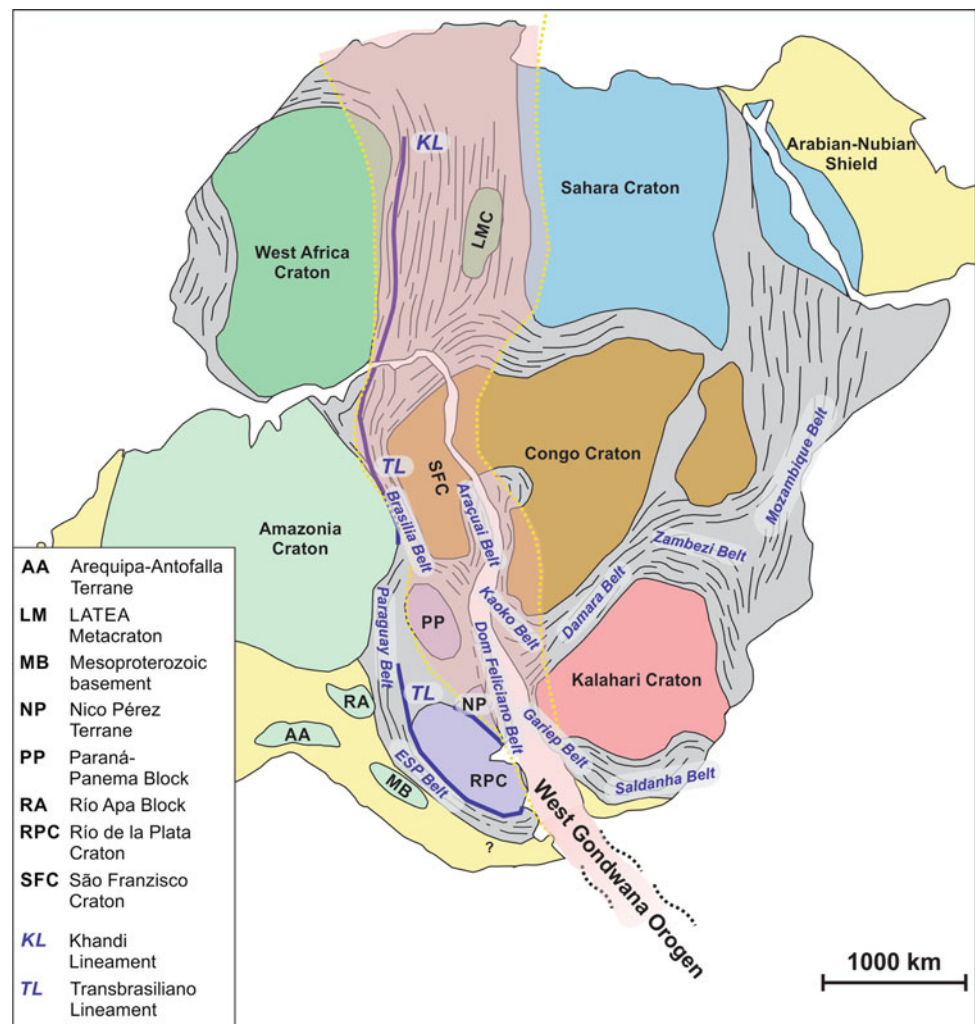 KL
Arabian-Nubian
Shield
Sahara Craton
LMC
West Africa
Craton
Congo Craton
Mozambique Belt
TL
SFC
Brasilia Belt
Araçuai Belt
Zambezi Belt
Amazonia
Craton
Damara Belt
Kaoko Belt
PP
Paraguay Belt
Dom Feliciano Belt
Kalahari Craton
TL
NP
RA
AA
Gariep Belt
Saldanha Belt
RPC
ESP Belt
MB
?
West Gondwana Orogen
AA Arequipa-Antofalla
Terrane
LM LATEA
Metacraton
MB Mesoproterozoic
basement
NP Nico Pérez
Terrane
PP Paraná-
Panema Block
RA Río Apa Block
RPC Río de la Plata
Craton
SFC São Franzisco
Craton
KL Khandi
Lineament
TL Transbrasiliano
Lineament
1000 km